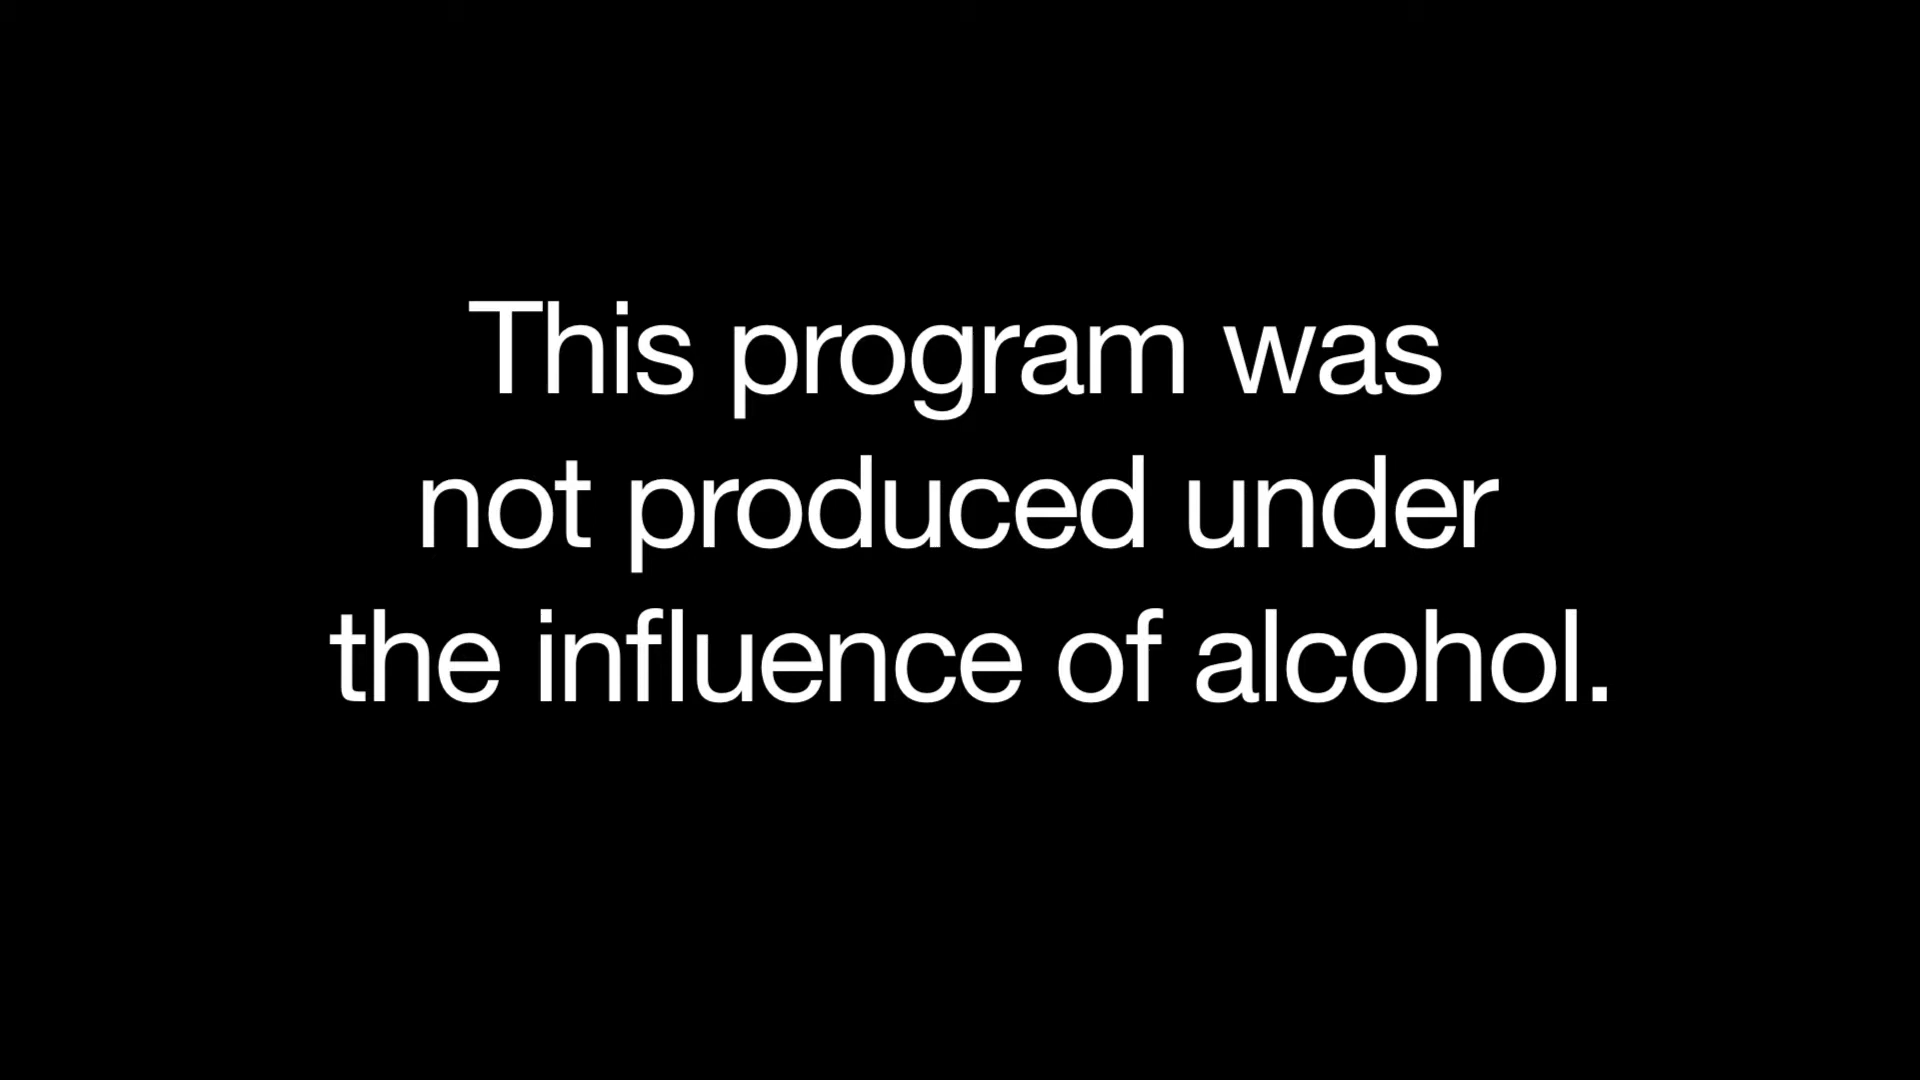 This program was
not produced under
the influence of alcohol.